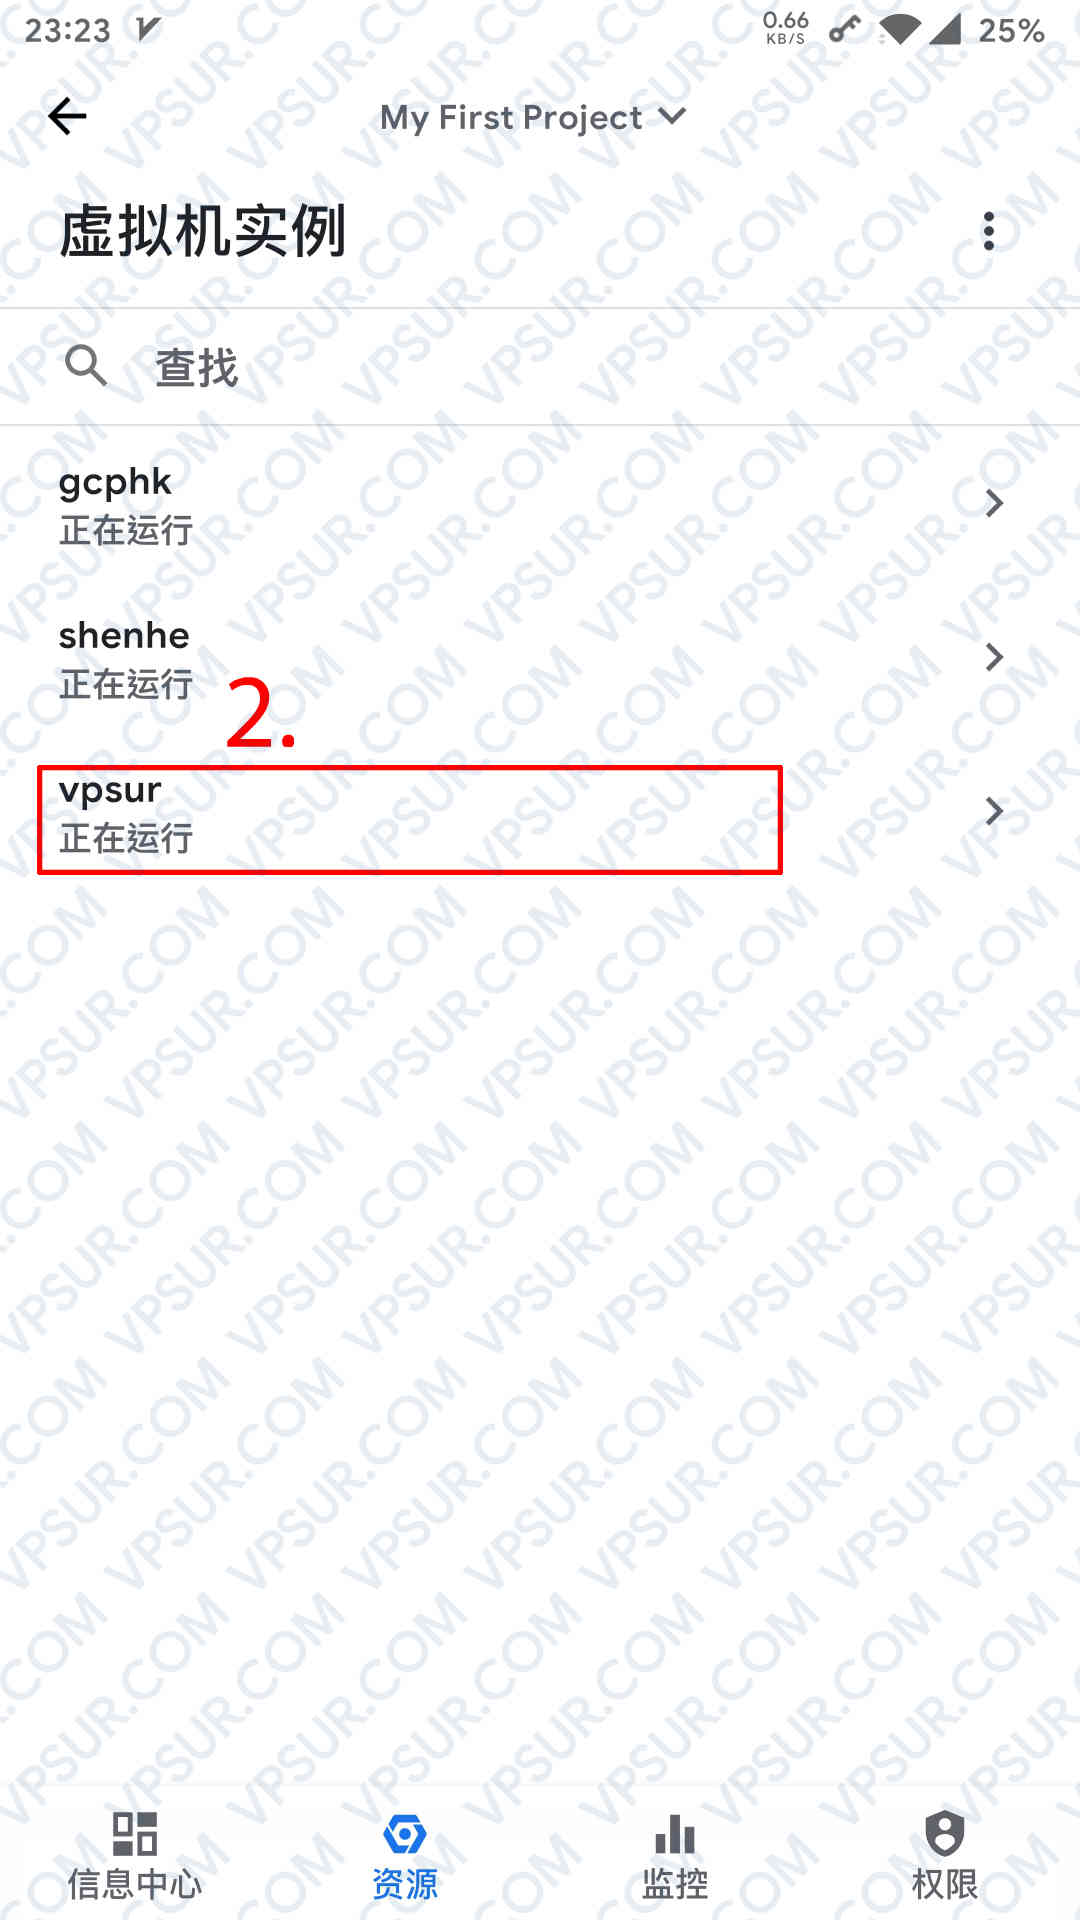 23:23
0.66
KB/S
25%
My First Project
虚拟机实例
查找
gcphk
正在运行
shenhe
正在运行
2.
vpsur
正在运行
信息中心
资源
监控
权限
VPSUR.COM